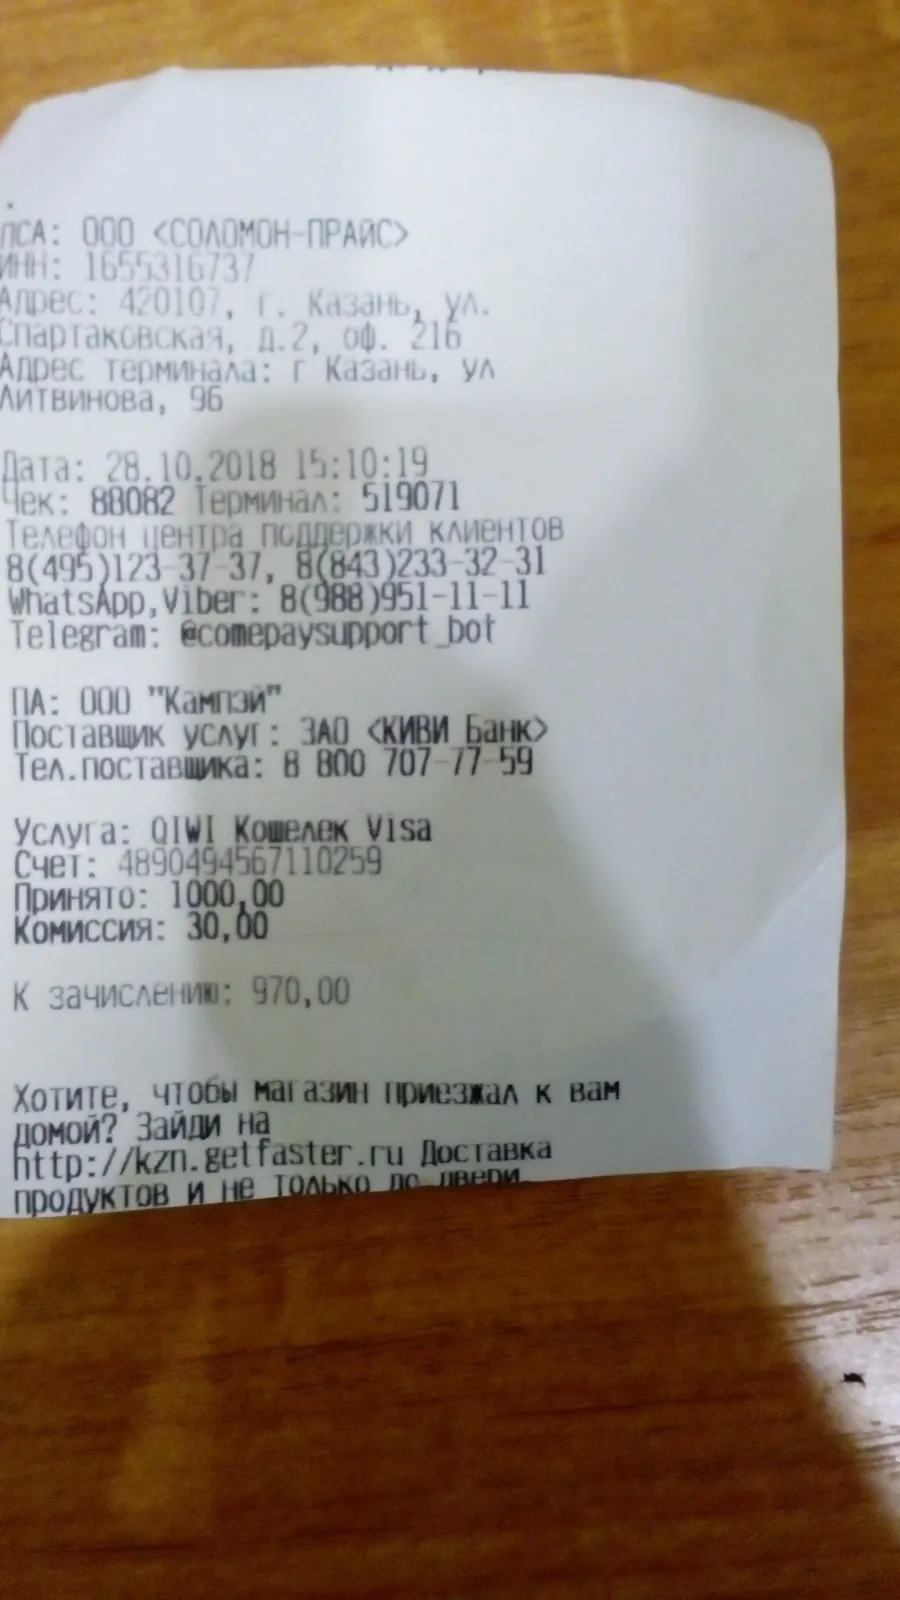 ПСА: ООО <СОЛОМОН-ПРАЙС>
ИНН: 1655316737
Адрес: 420107, г. Казань, ул.
Спартаковская, д.2, оф. 216
Адрес терминала: г Казань, ул
Литвинова, 96
Дата: 28.10.2018 15:10:19
Чек: 88082 Терминал: 519071
Телефон центра поддержки клиентов
8(495)123-37-37, 8(843)233-32-31
WhatsApp,Viber: 8(988)951-11-11
Telegram: @comepaysupport_bot
ПА: ООО "Кампэй"
Поставщик услуг: ЗАО <КИВИ Банк>
Тел.поставщика: 8 800 707-77-59
Услуга: QIWI Кошелек Visa
Счет: 4890494567110259
Принято: 1000,00
Комиссия: 30,00
К зачислению: 970,00
Хотите, чтобы магазин приезжал к вам
домой? Зайди на
http://kzn.getfaster.ru Доставка
продуктов и не только до двери.